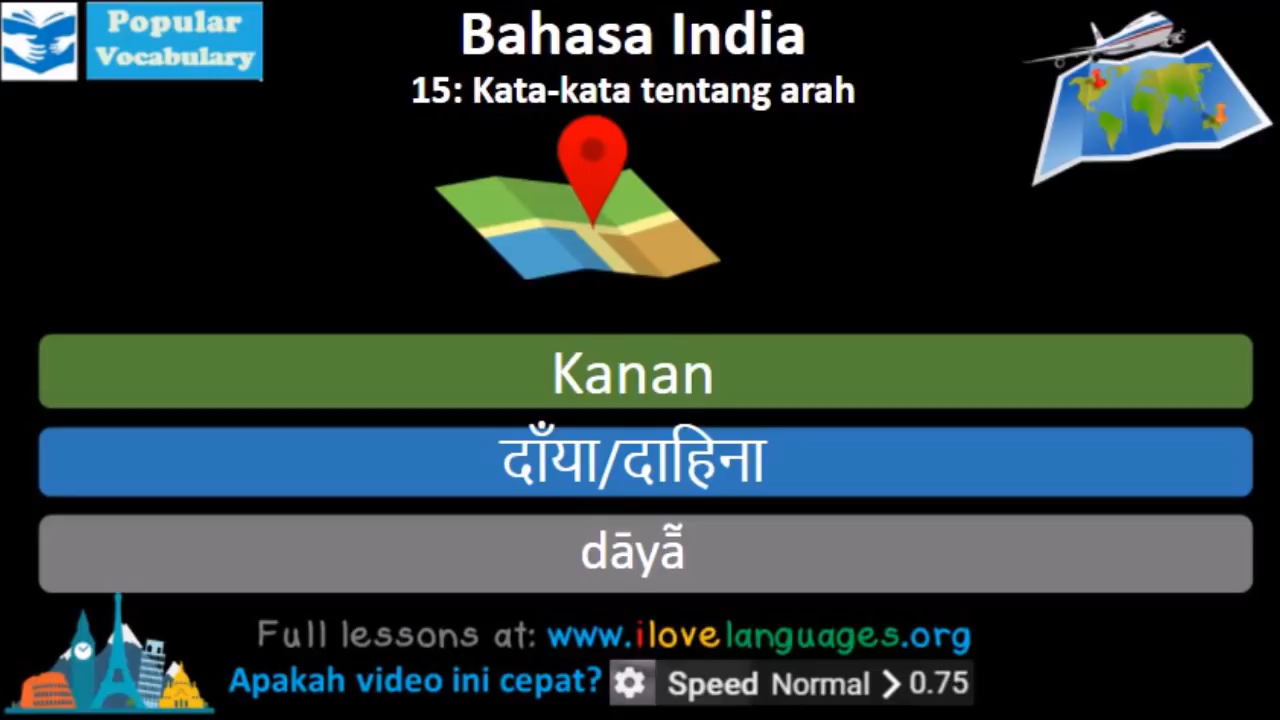 Popular
Vocabulary
Bahasa India
15: Kata-kata tentang arah
Kanan
दाँया/दाहिना
dāyā̃
Full lessons at: www.ilovelanguages.org
Apakah video ini cepat? Speed Normal > 0.75